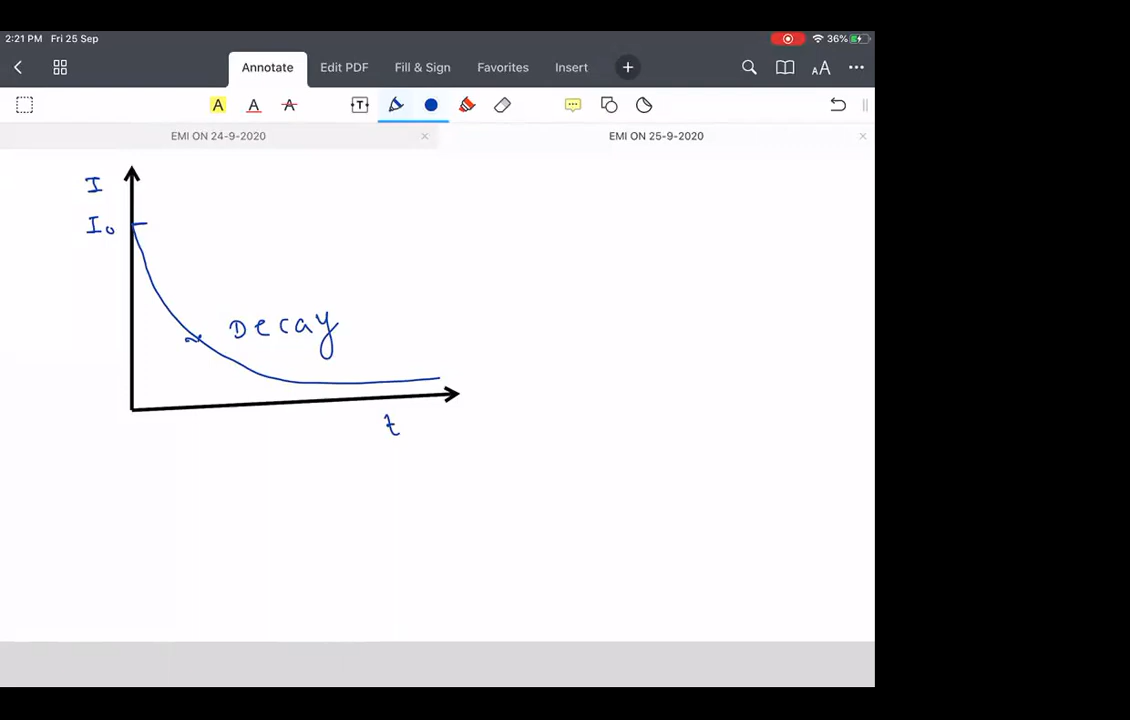 2:21 PM Fri 25 Sep
36%
Annotate Edit PDF Fill & Sign Favorites Insert
A A A T AA
EMI ON 24-9-2020
EMI ON 25-9-2020
I
I₀
Decay
t